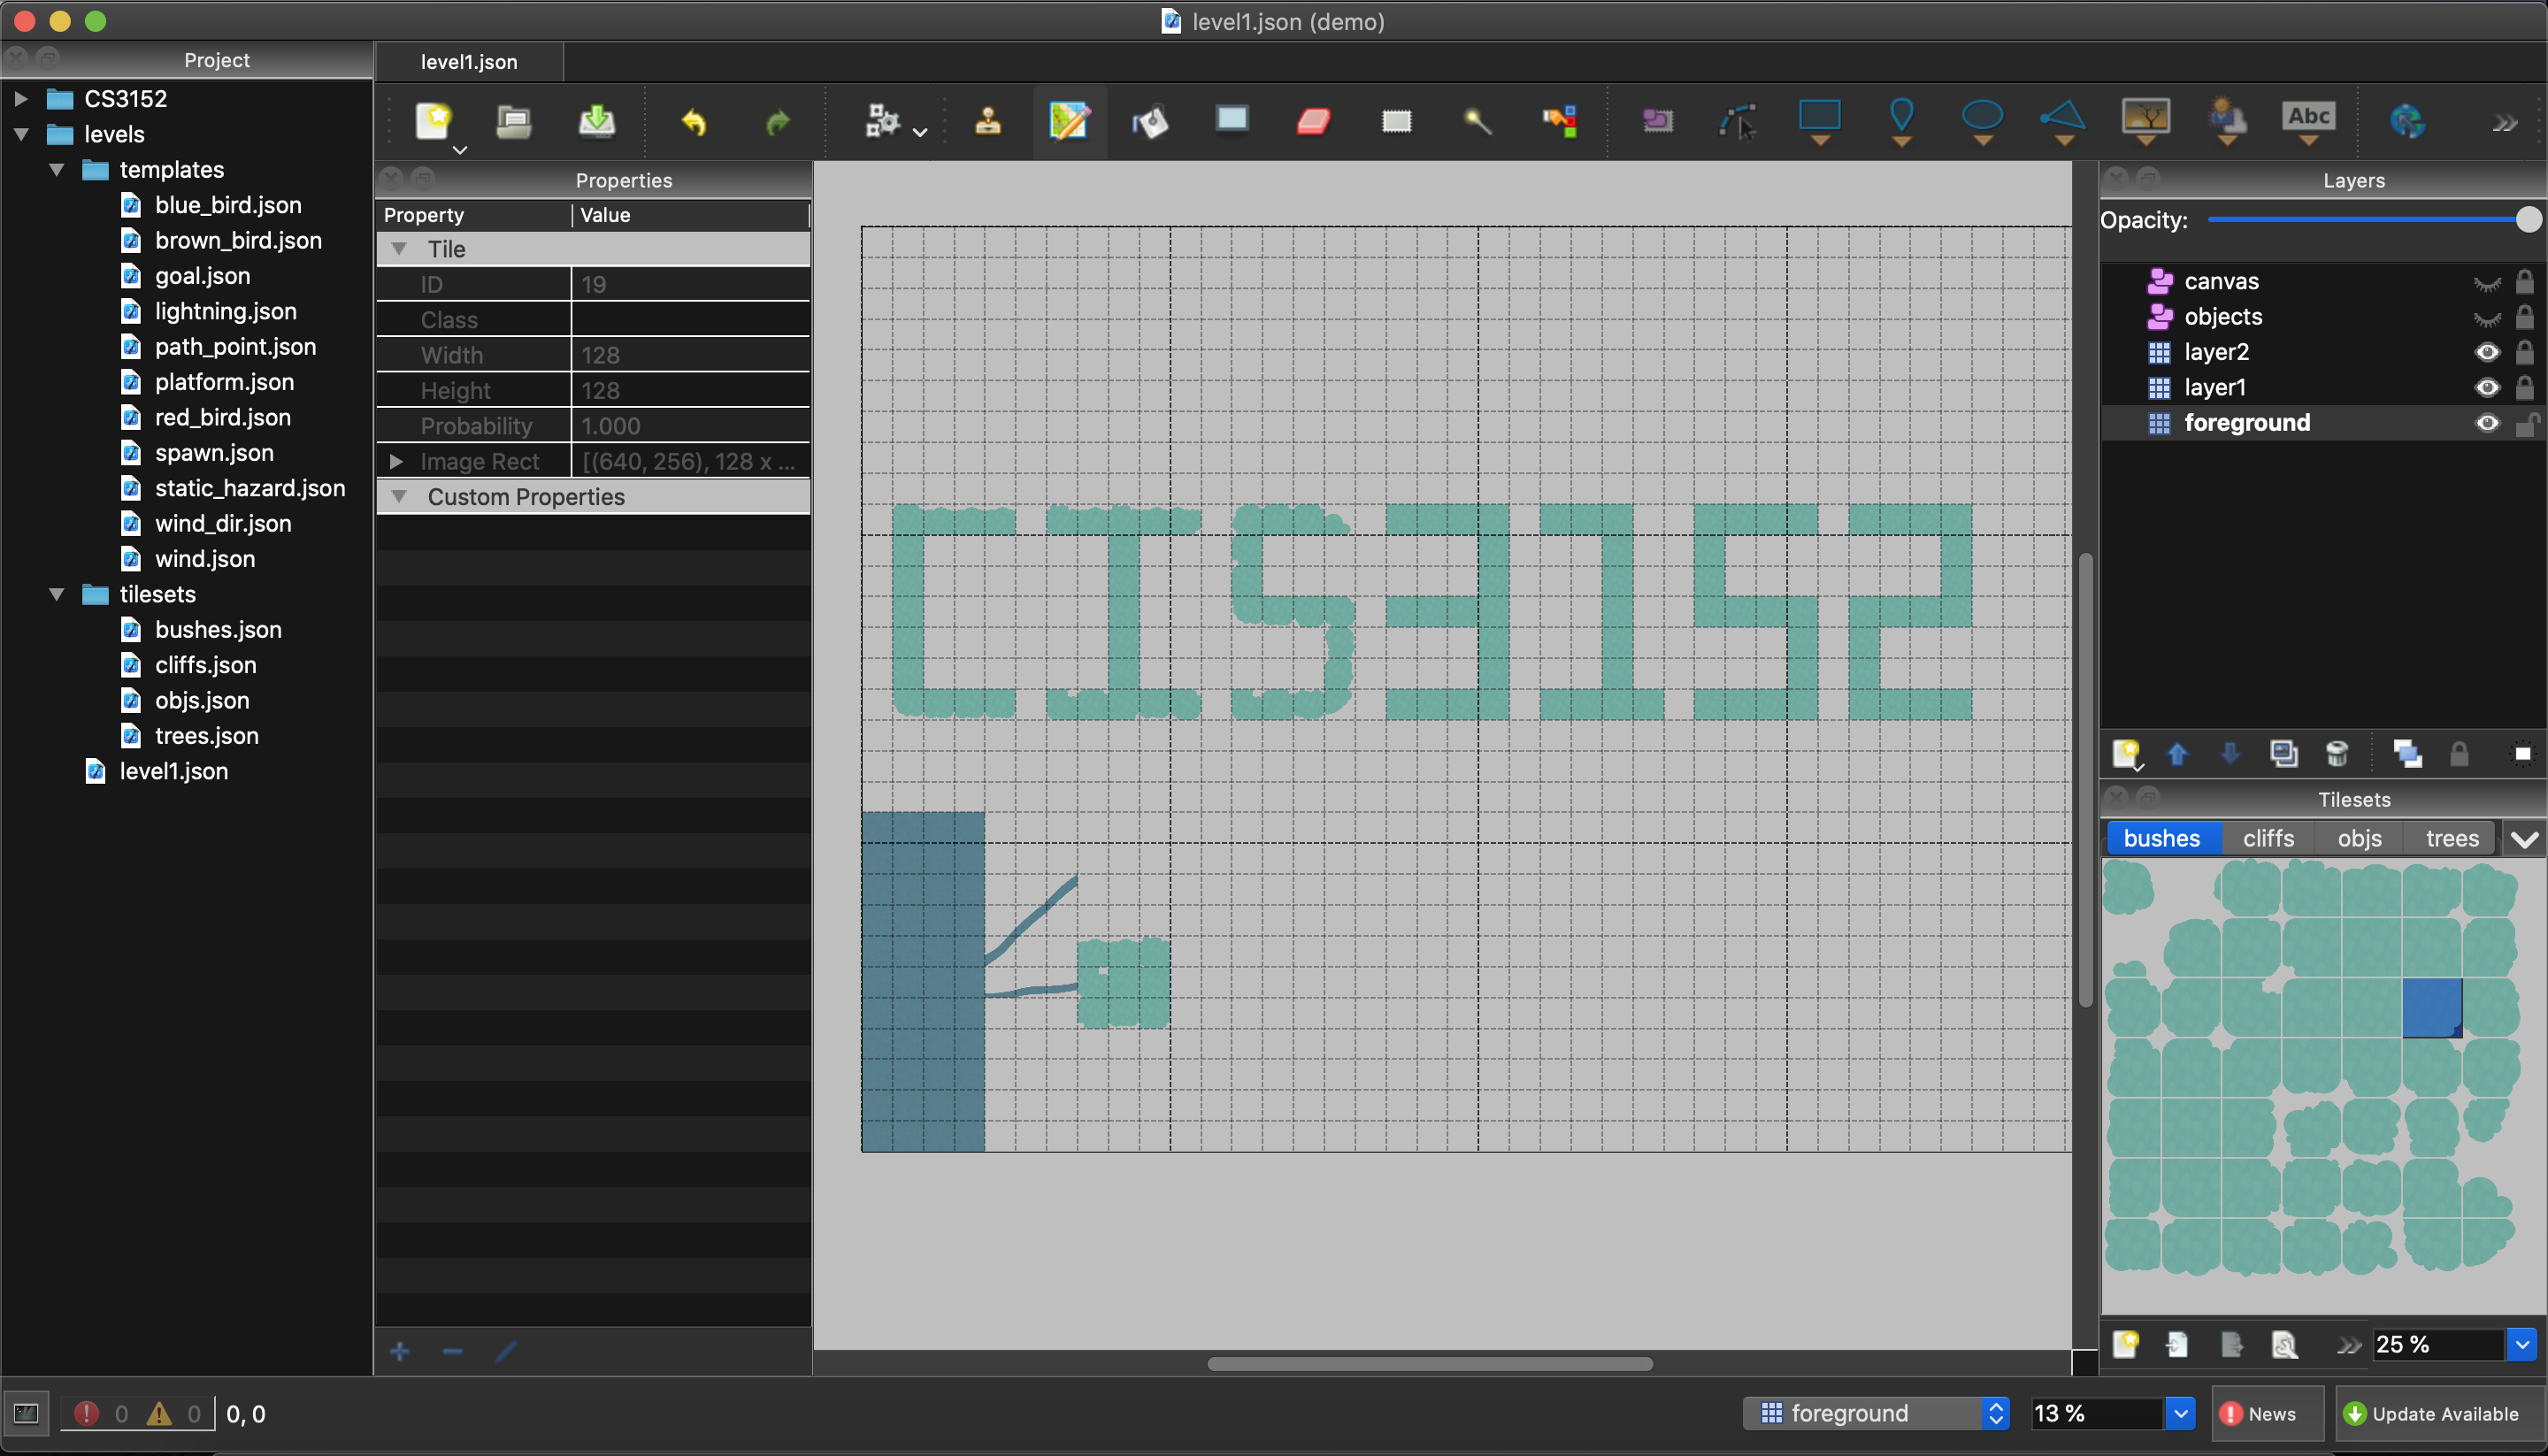 level1.json (demo)
Project
level1.json
CS3152
levels
templates
blue_bird.json
brown_bird.json
goal.json
lightning.json
path_point.json
platform.json
red_bird.json
spawn.json
static_hazard.json
wind_dir.json
wind.json
tilesets
bushes.json
cliffs.json
objs.json
trees.json
level1.json
Abc
Properties
Property Value
Tile
ID 19
Class
Width 128
Height 128
Probability 1.000
Image Rect [(640, 256), 128 x ...
Custom Properties
CIS3152
Layers
Opacity:
canvas
objects
layer2
layer1
foreground
Tilesets
bushes cliffs objs trees
25 %
0 0 0, 0
foreground 13 % News Update Available